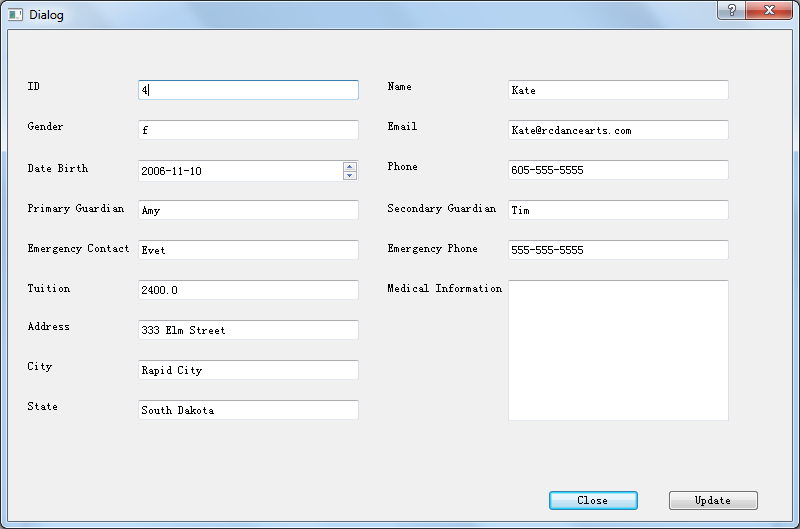 Dialog
ID 4 Name Kate
Gender f Email Kate@rcdancearts.com
Date Birth 2006-11-10 Phone 605-555-5555
Primary Guardian Amy Secondary Guardian Tim
Emergency Contact Evet Emergency Phone 555-555-5555
Tuition 2400.0 Medical Information
Address 333 Elm Street
City Rapid City
State South Dakota
Close Update